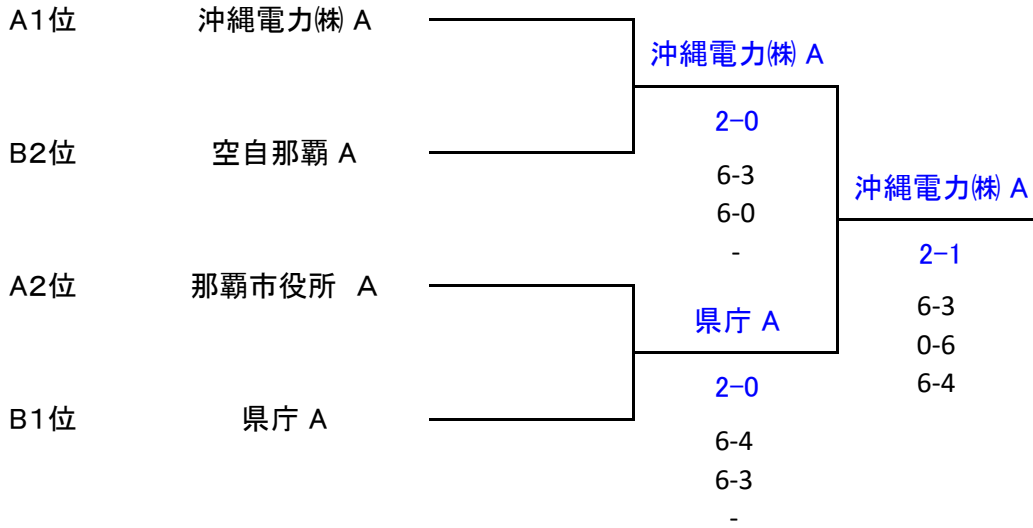 A1位 沖縄電力㈱ A
沖縄電力㈱ A
2-0
B2位 空自那覇 A
6-3
6-0
-
沖縄電力㈱ A
2-1
6-3
0-6
6-4
A2位 那覇市役所 A
県庁 A
2-0
B1位 県庁 A
6-4
6-3
-